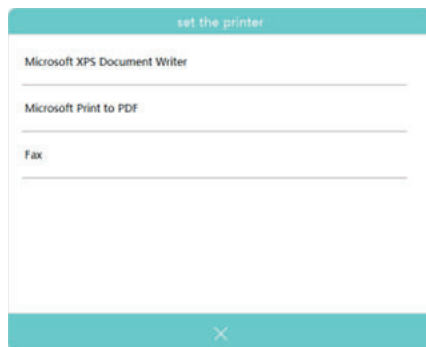 set the printer
Microsoft XPS Document Writer
Microsoft Print to PDF
Fax